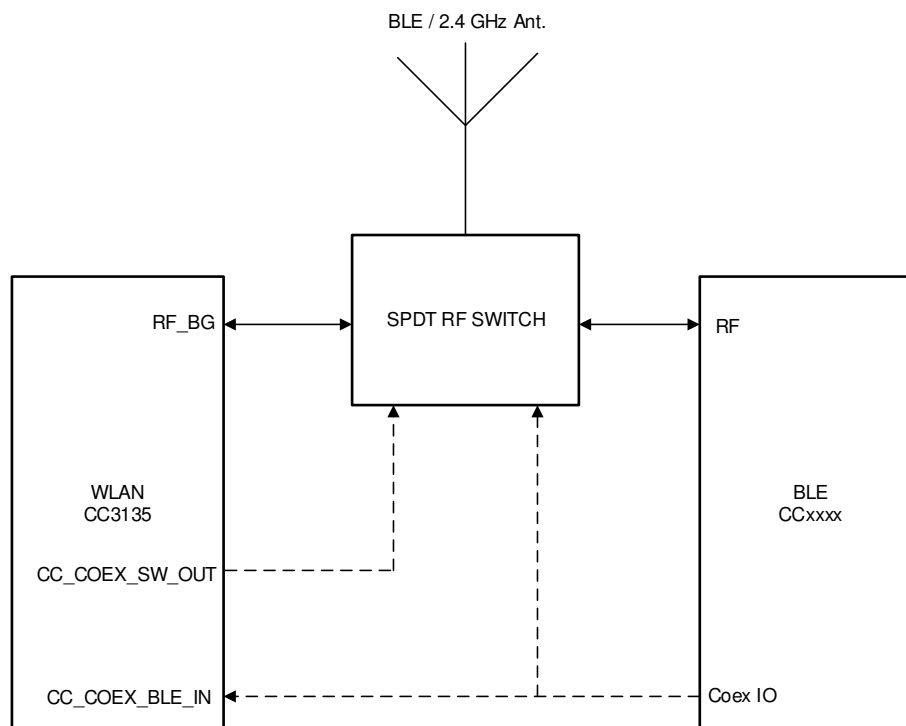 BLE / 2.4 GHz Ant.
SPDT RF SWITCH
RF_BG
RF
WLAN
CC3135
BLE
CCxxxx
CC_COEX_SW_OUT
CC_COEX_BLE_IN
Coex IO